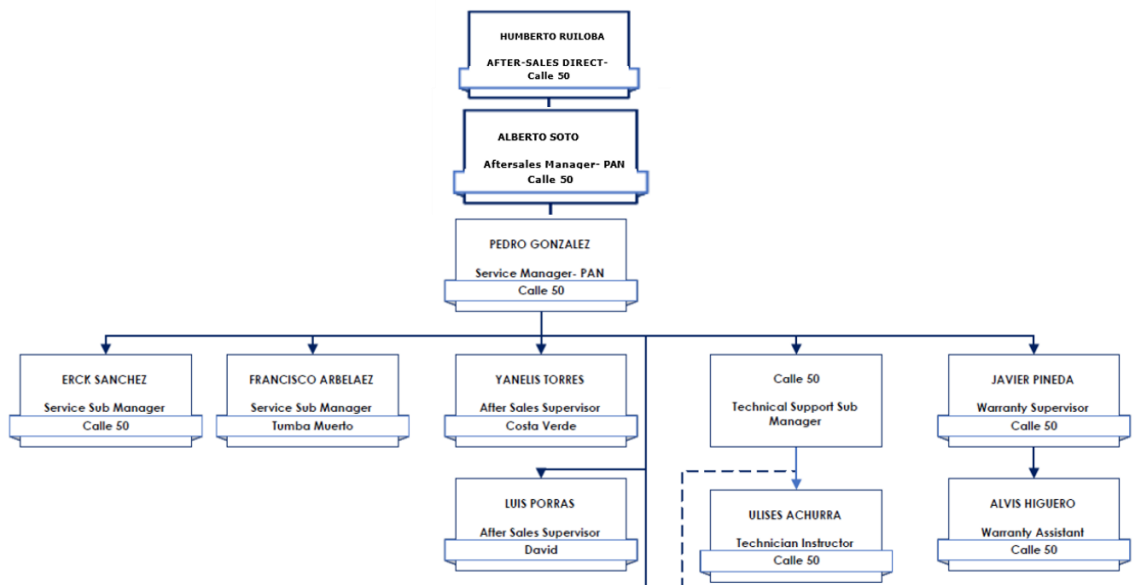 HUMBERTO RUILOBA
AFTER-SALES DIRECT-
Calle 50
ALBERTO SOTO
Aftersales Manager- PAN
Calle 50
PEDRO GONZALEZ
Service Manager- PAN
Calle 50
ERCK SANCHEZ
Service Sub Manager
Calle 50
FRANCISCO ARBELAEZ
Service Sub Manager
Tumba Muerto
YANELIS TORRES
After Sales Supervisor
Costa Verde
Calle 50
Technical Support Sub
Manager
JAVIER PINEDA
Warranty Supervisor
Calle 50
LUIS PORRAS
After Sales Supervisor
David
ULISES ACHURRA
Technician Instructor
Calle 50
ALVIS HIGUERO
Warranty Assistant
Calle 50